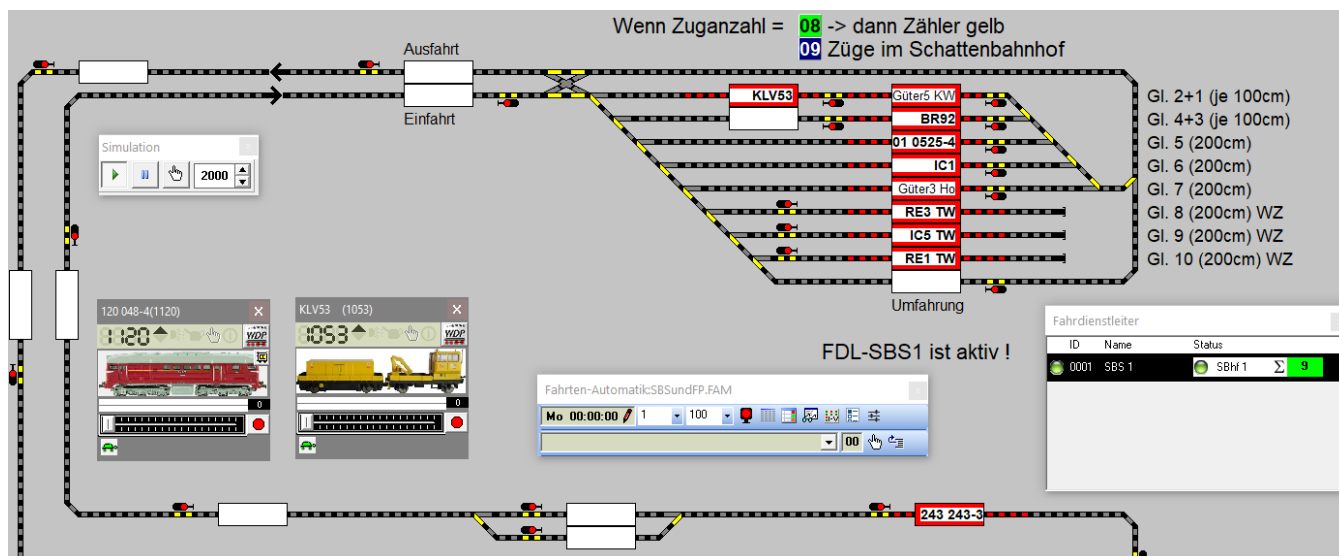 Wenn Zuganzahl = 08 -> dann Zähler gelb
09 Züge im Schattenbahnhof
Ausfahrt
Einfahrt
KLV53
Güter5 KW
Gl. 2+1 (je 100cm)
BR92
Gl. 4+3 (je 100cm)
01 0525-4
Gl. 5 (200cm)
IC1
Gl. 6 (200cm)
Güter3 Ho
Gl. 7 (200cm)
RE3 TW
Gl. 8 (200cm) WZ
IC5 TW
Gl. 9 (200cm) WZ
RE1 TW
Gl. 10 (200cm) WZ
Umfahrung
Simulation
2000
120 048-4(1120)
1120
WDP
0
KLV53 (1053)
1053
WDP
0
FDL-SBS1 ist aktiv !
Fahrdienstleiter
ID Name Status
0001 SBS 1 SBhf 1 Σ 9
Fahrten-Automatik:SBSundFP.FAM
Mo 00:00:00 1 100
00
243 243-3